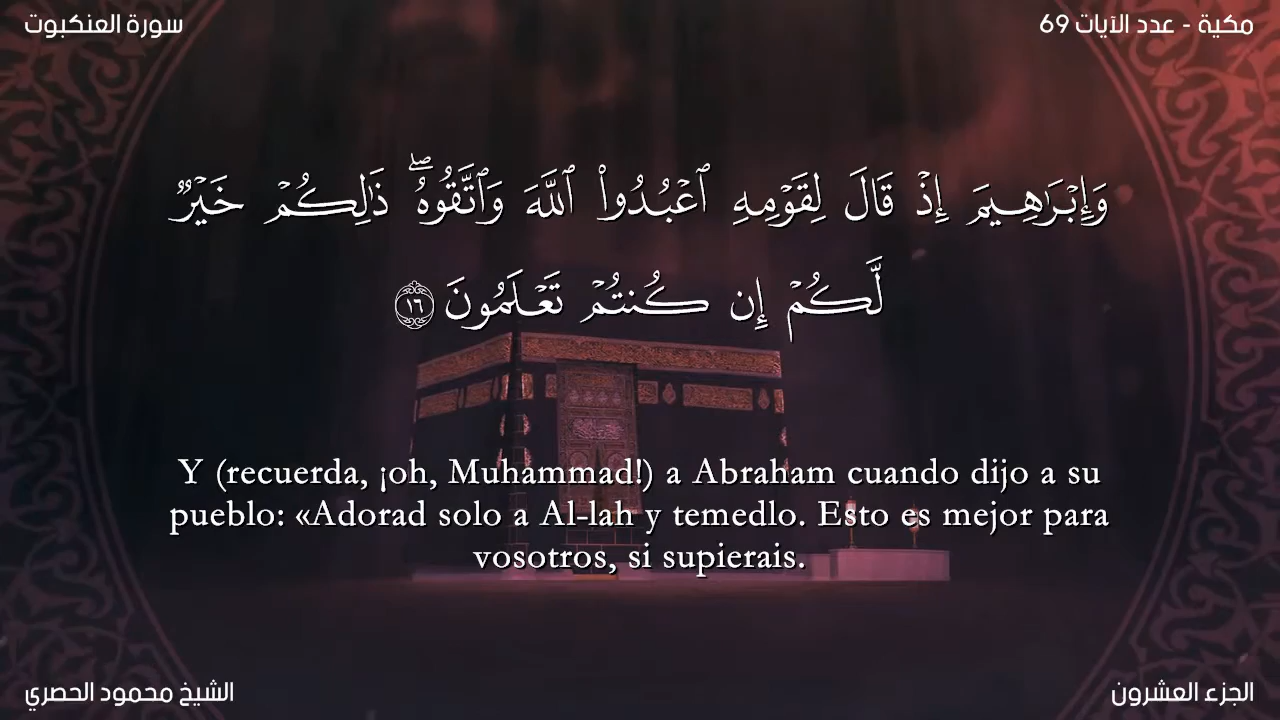 سورة العنكبوت
مكية - عدد الآيات 69
وَإِبْرَٰهِيمَ إِذْ قَالَ لِقَوْمِهِ ٱعْبُدُوا۟ ٱللَّهَ وَٱتَّقُوهُ ۖ ذَٰلِكُمْ خَيْرٌ
لَّكُمْ إِن كُنتُمْ تَعْلَمُونَ ١٦
Y (recuerda, ¡oh, Muhammad!) a Abraham cuando dijo a su
pueblo: «Adorad solo a Al-lah y temedlo. Esto es mejor para
vosotros, si supierais.
الشيخ محمود الحصري
الجزء العشرون